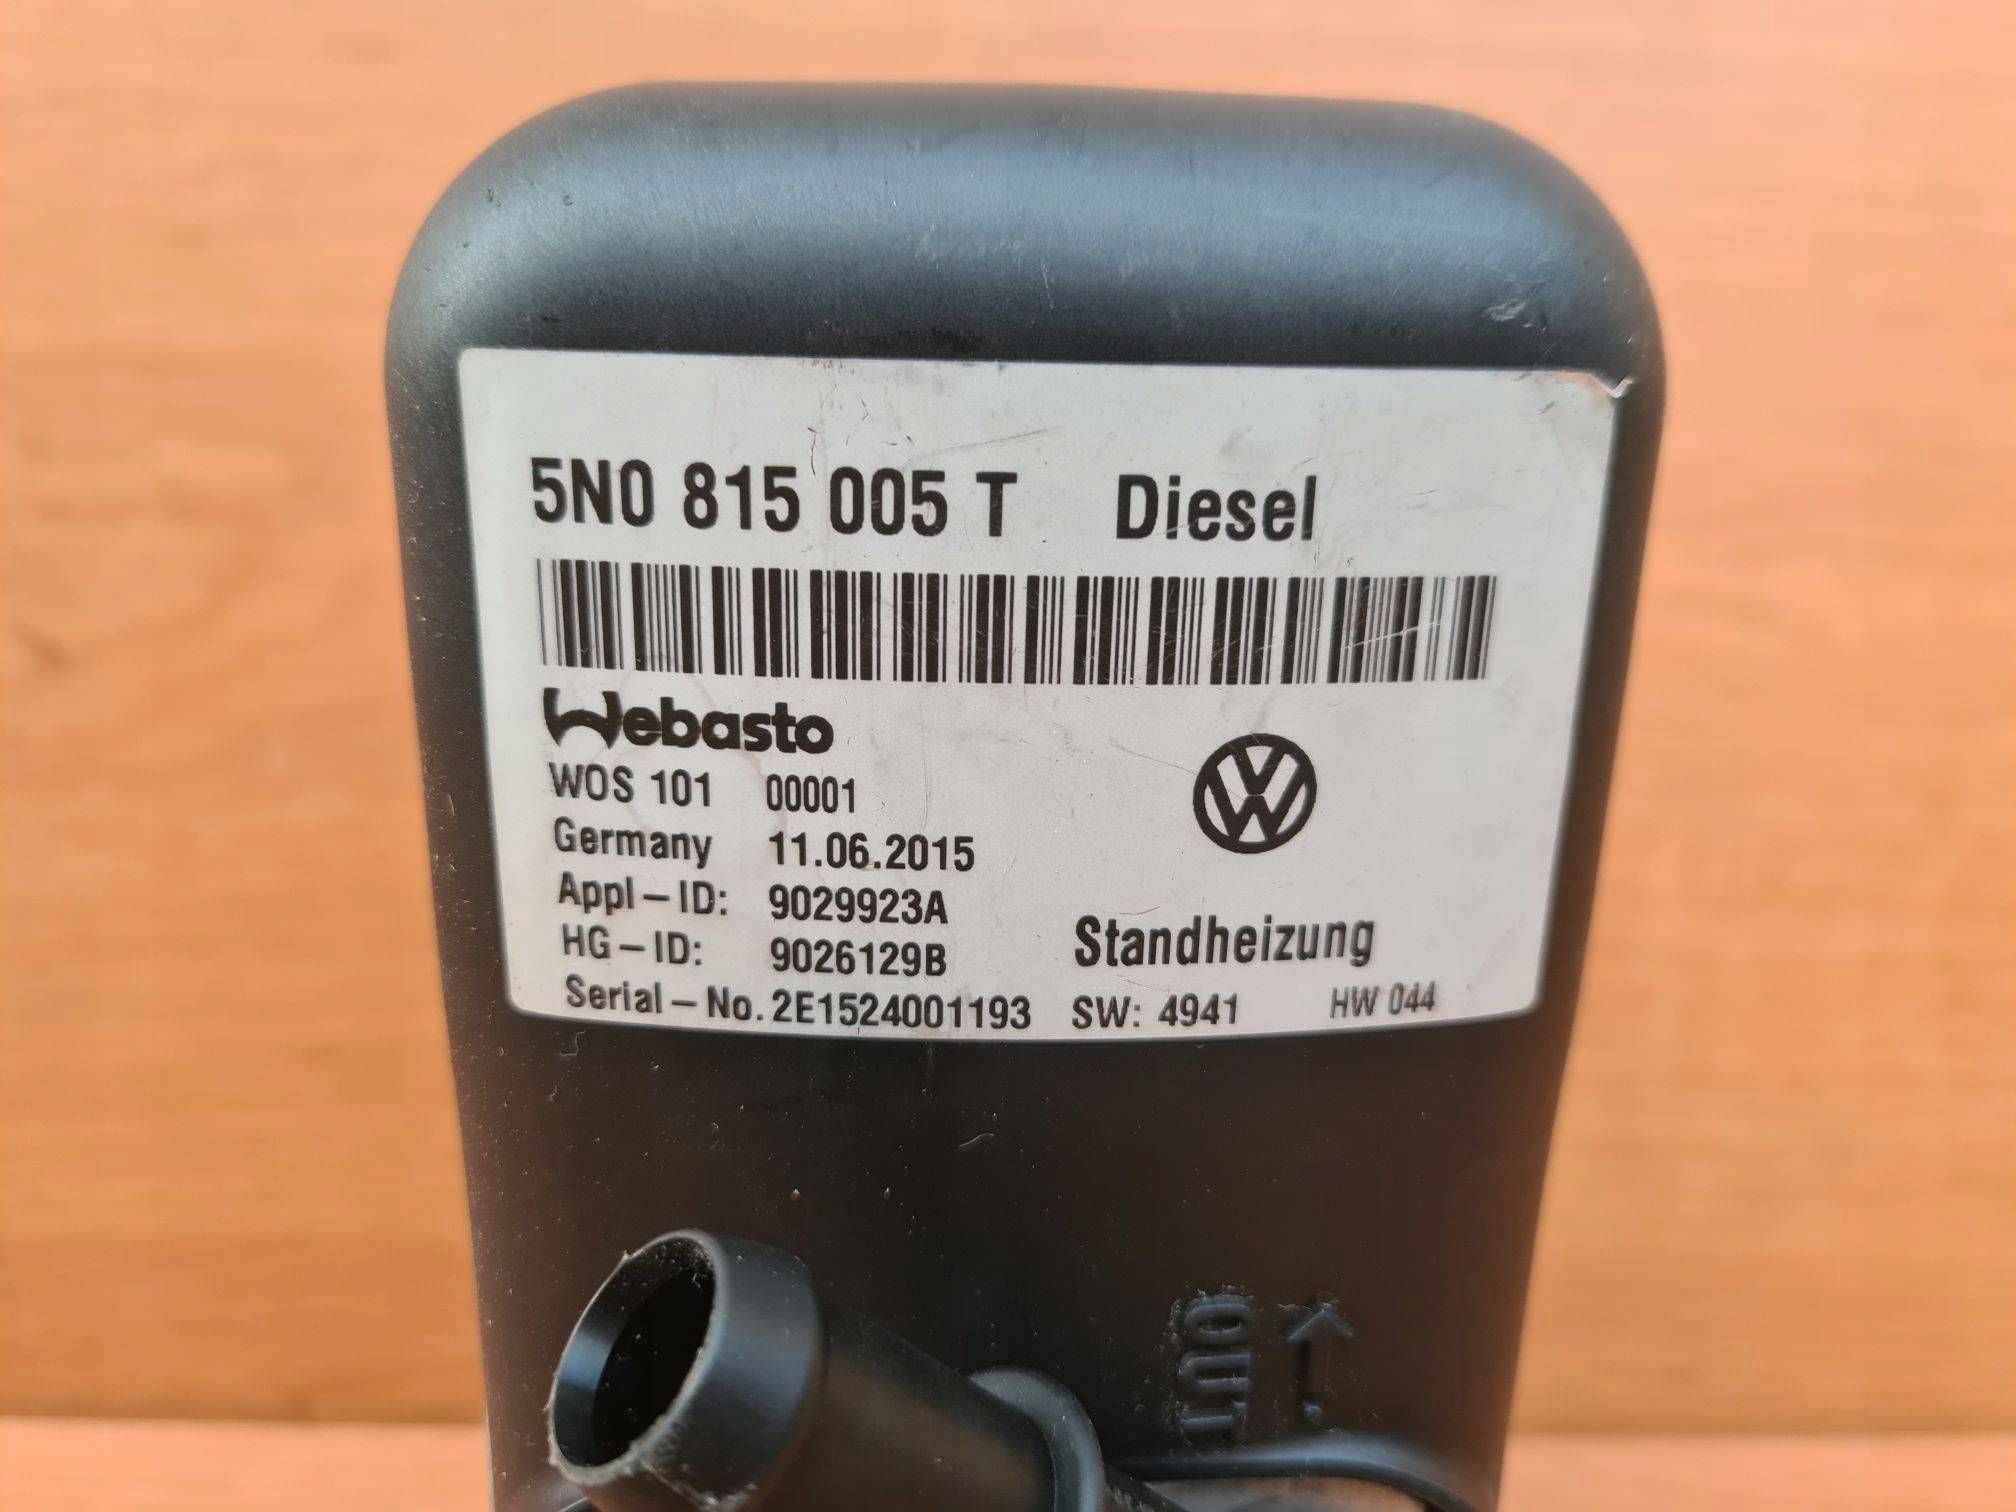 5N0 815 005 T Diesel
Webasto
WOS 101 00001
Germany 11.06.2015
Appl-ID: 9029923A
HG-ID: 9026129B
Standheizung
Serial-No. 2E1524001193 SW: 4941 HW 044
OUT